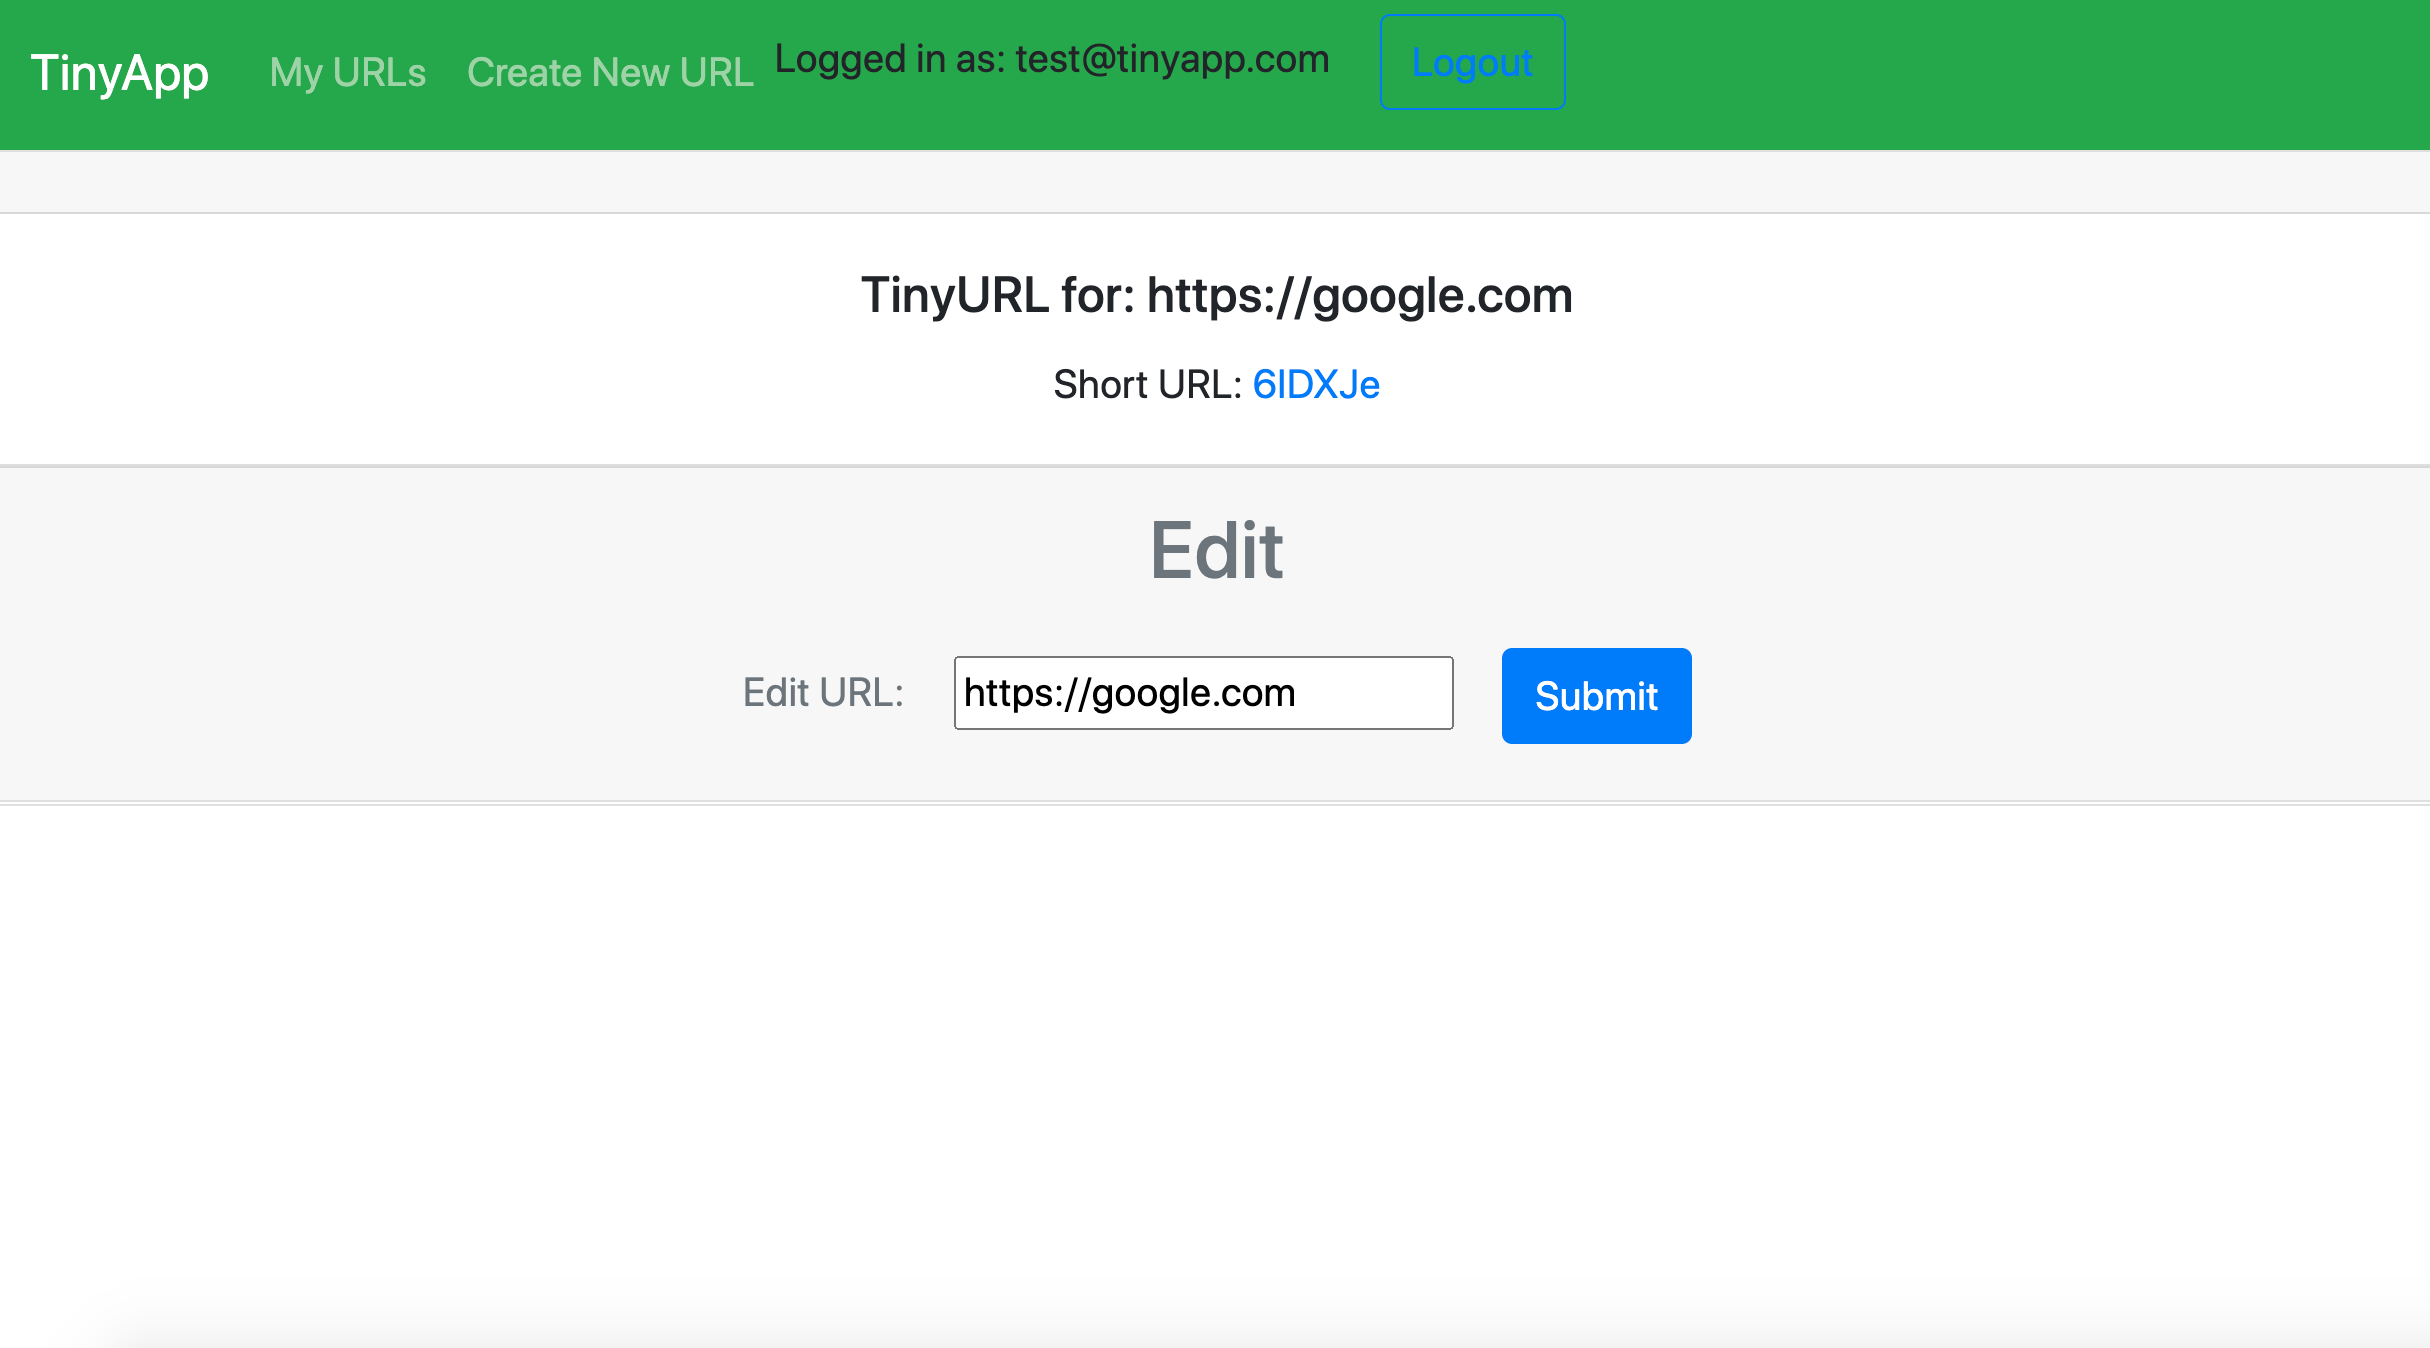 TinyApp My URLs Create New URL Logged in as: test@tinyapp.com Logout
TinyURL for: https://google.com
Short URL: 6IDXJe
Edit
Edit URL: https://google.com Submit